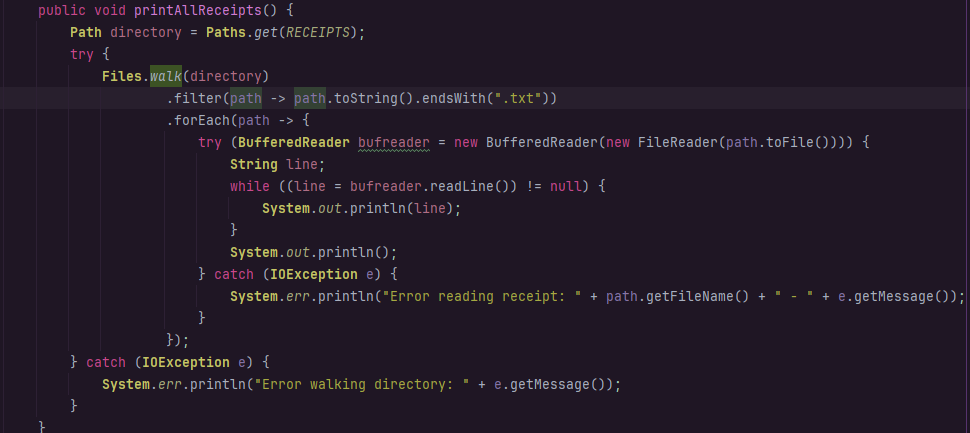 public void printAllReceipts() {
Path directory = Paths.get(RECEIPTS);
try {
Files.walk(directory)
.filter(path -> path.toString().endsWith(".txt"))
.forEach(path -> {
try (BufferedReader bufreader = new BufferedReader(new FileReader(path.toFile()))) {
String line;
while ((line = bufreader.readLine()) != null) {
System.out.println(line);
}
System.out.println();
} catch (IOException e) {
System.err.println("Error reading receipt: " + path.getFileName() + " - " + e.getMessage());
}
});
} catch (IOException e) {
System.err.println("Error walking directory: " + e.getMessage());
}
}